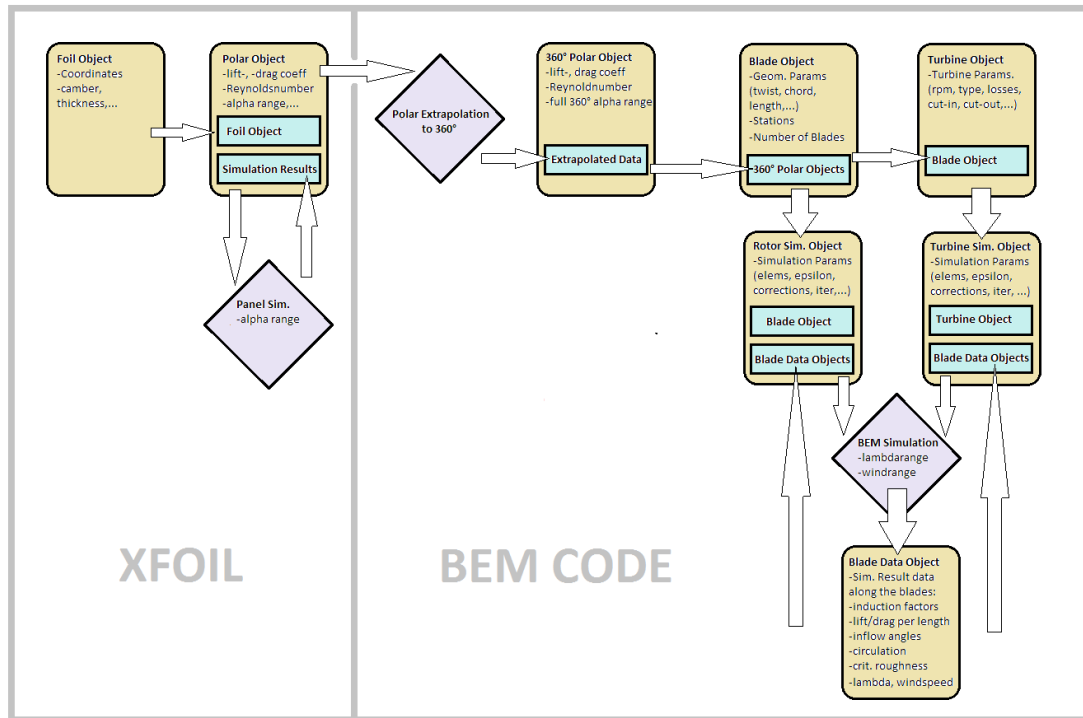 Foil Object
-Coordinates
-camber,
thickness,...
Polar Object
-lift-, -drag coeff
-Reynoldsnumber
-alpha range,...
Foil Object
Simulation Results
Panel Sim.
-alpha range
Polar Extrapolation
to 360°
360° Polar Object
-lift-, drag coeff
-Reynoldnumber
-full 360° alpha range
Extrapolated Data
Blade Object
-Geom. Params
(twist, chord,
length,...)
-Stations
-Number of Blades
360° Polar Objects
Turbine Object
-Turbine Params.
(rpm, type, losses,
cut-in, cut-out,...)
Blade Object
Rotor Sim. Object
-Simulation Params
(elems, epsilon,
corrections, iter,...)
Blade Object
Blade Data Objects
Turbine Sim. Object
-Simulation Params
(elems, epsilon,
corrections, iter, ...)
Turbine Object
Blade Data Objects
BEM Simulation
-lambdarange
-windrange
Blade Data Object
-Sim. Result data
along the blades:
-induction factors
-lift/drag per length
-inflow angles
-circulation
-crit. roughness
-lambda, windspeed
XFOIL
BEM CODE